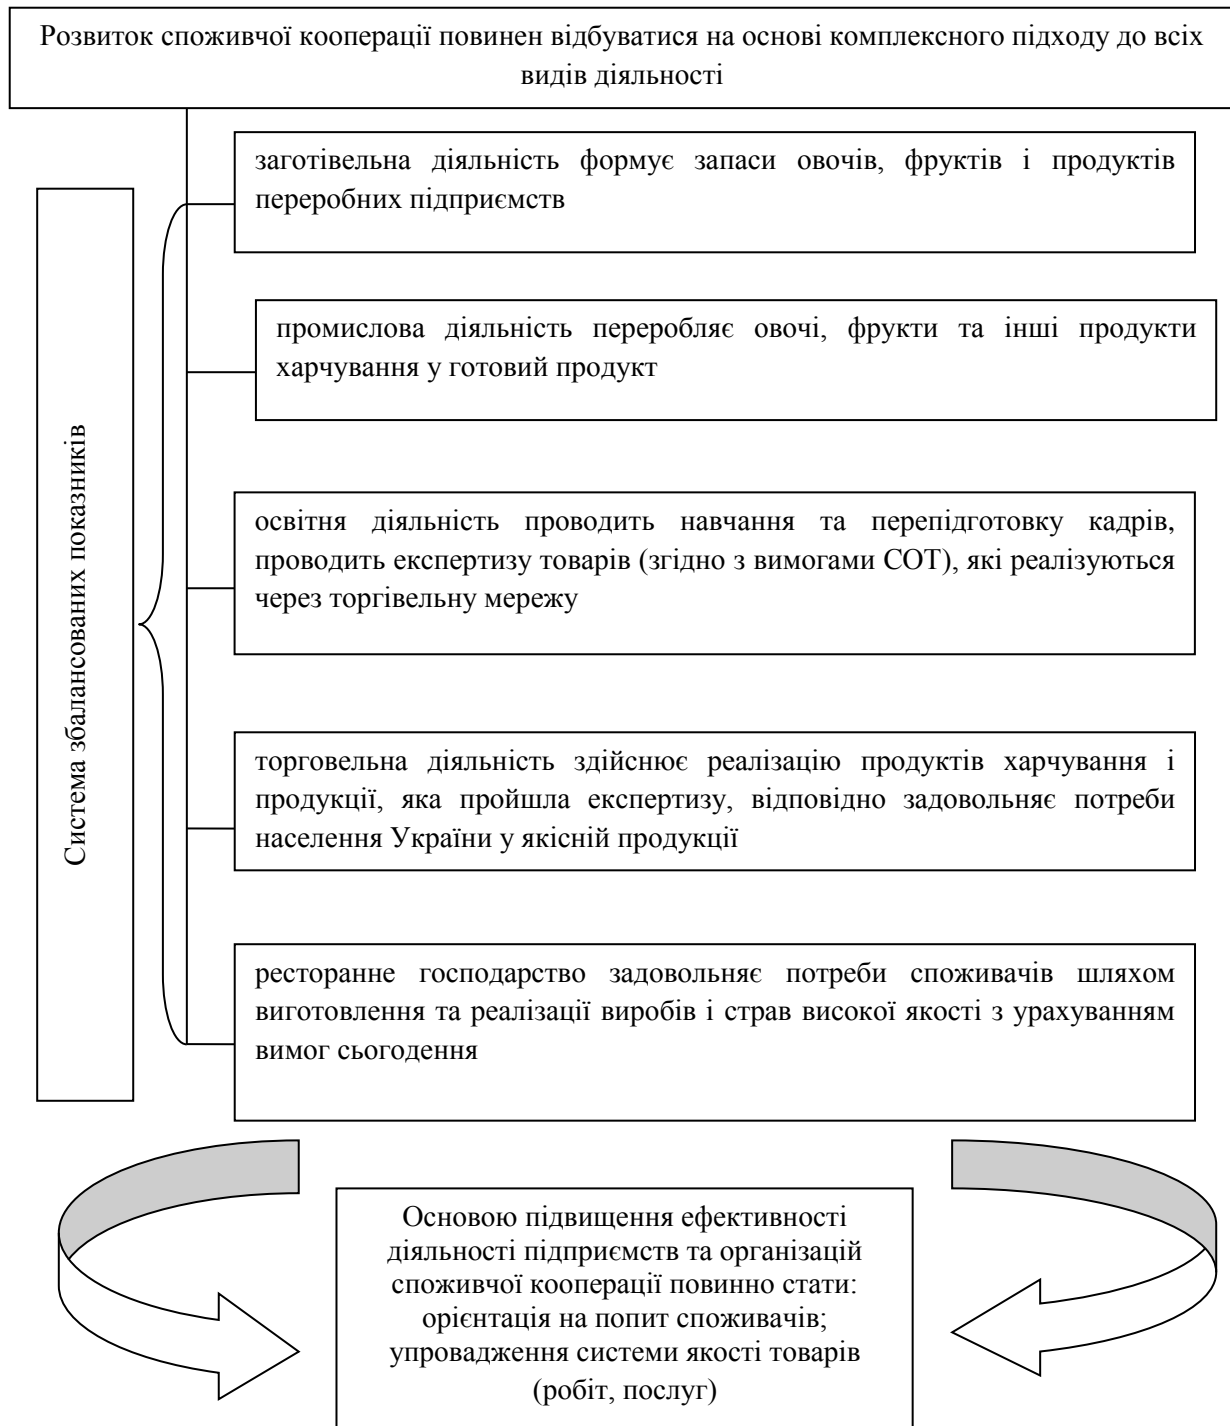 Розвиток споживчої кооперації повинен відбуватися на основі комплексного підходу до всіх
видів діяльності
заготівельна діяльність формує запаси овочів, фруктів і продуктів
переробних підприємств
промислова діяльність переробляє овочі, фрукти та інші продукти
харчування у готовий продукт
Система збалансованих показників
освітня діяльність проводить навчання та перепідготовку кадрів,
проводить експертизу товарів (згідно з вимогами СОТ), які реалізуються
через торгівельну мережу
торговельна діяльність здійснює реалізацію продуктів харчування і
продукції, яка пройшла експертизу, відповідно задовольняє потреби
населення України у якісній продукції
ресторанне господарство задовольняє потреби споживачів шляхом
виготовлення та реалізації виробів і страв високої якості з урахуванням
вимог сьогодення
Основою підвищення ефективності
діяльності підприємств та організацій
споживчої кооперації повинно стати:
орієнтація на попит споживачів;
упровадження системи якості товарів
(робіт, послуг)